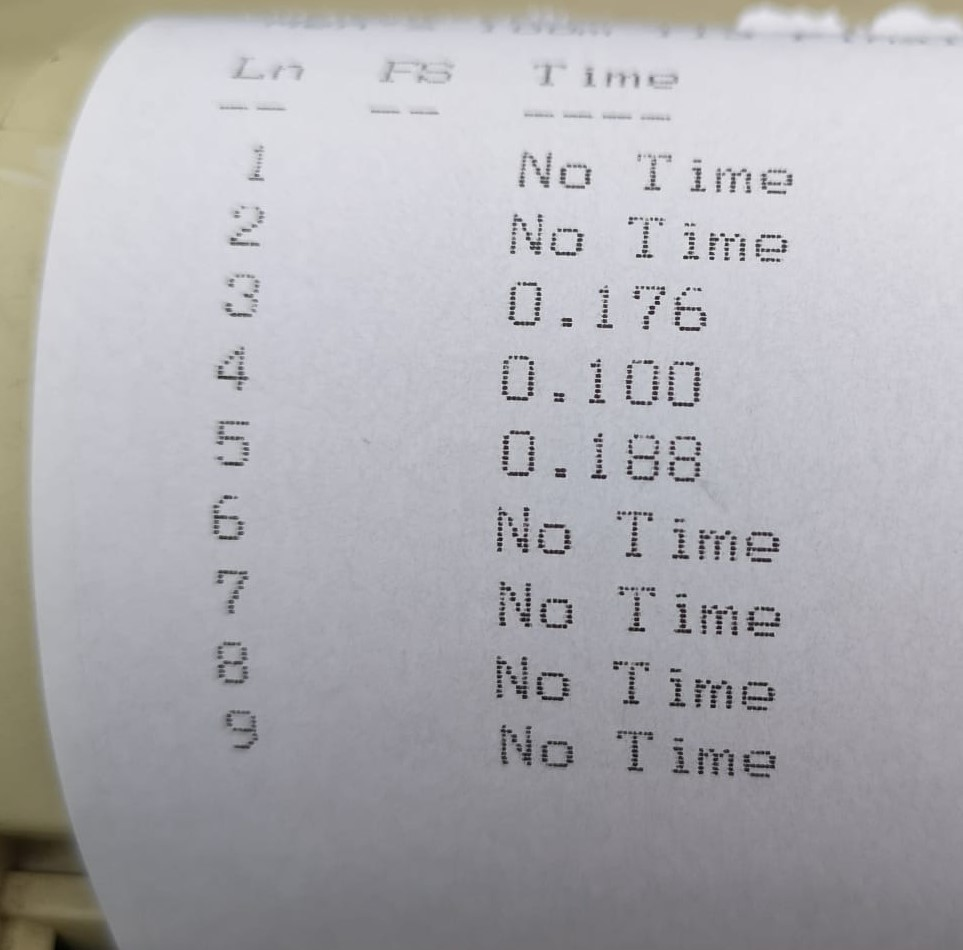 Ln FS Time
-- -- ----
1 No Time
2 No Time
3 0.176
4 0.100
5 0.188
6 No Time
7 No Time
8 No Time
9 No Time